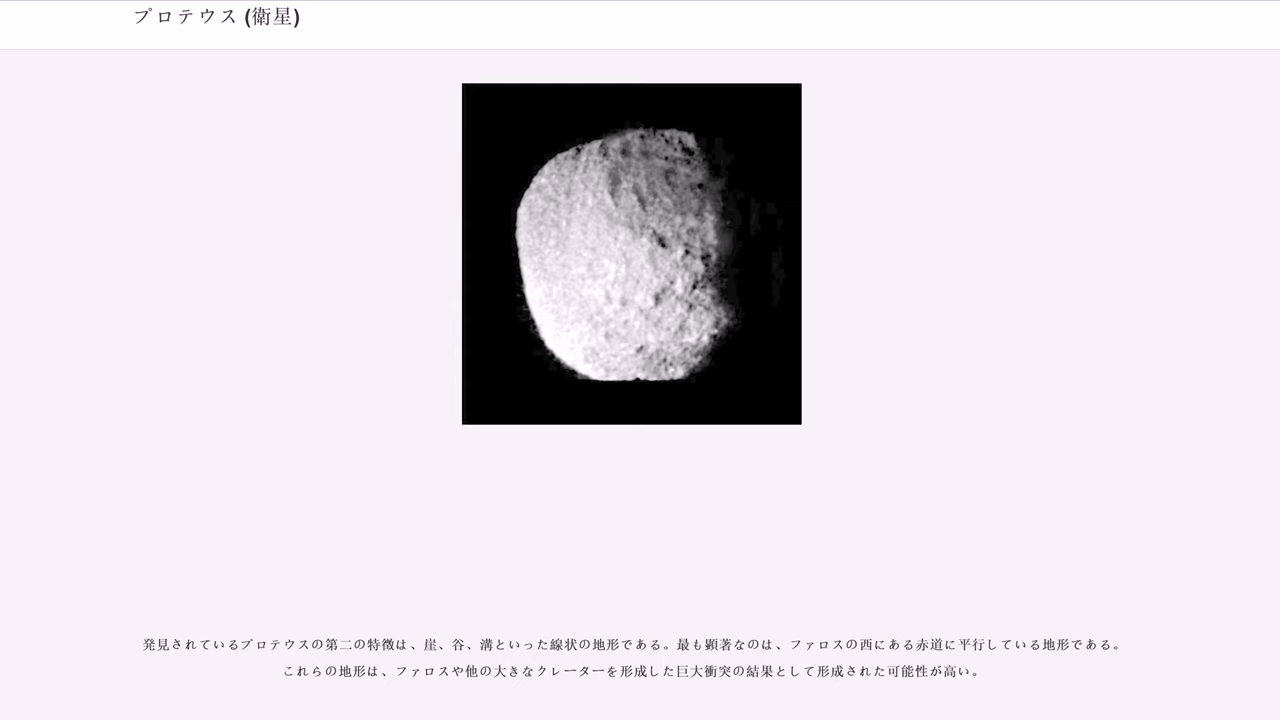 プロテウス (衛星)
発見されているプロテウスの第二の特徴は、崖、谷、溝といった線状の地形である。最も顕著なのは、ファロスの西にある赤道に平行している地形である。
これらの地形は、ファロスや他の大きなクレーターを形成した巨大衝突の結果として形成された可能性が高い。